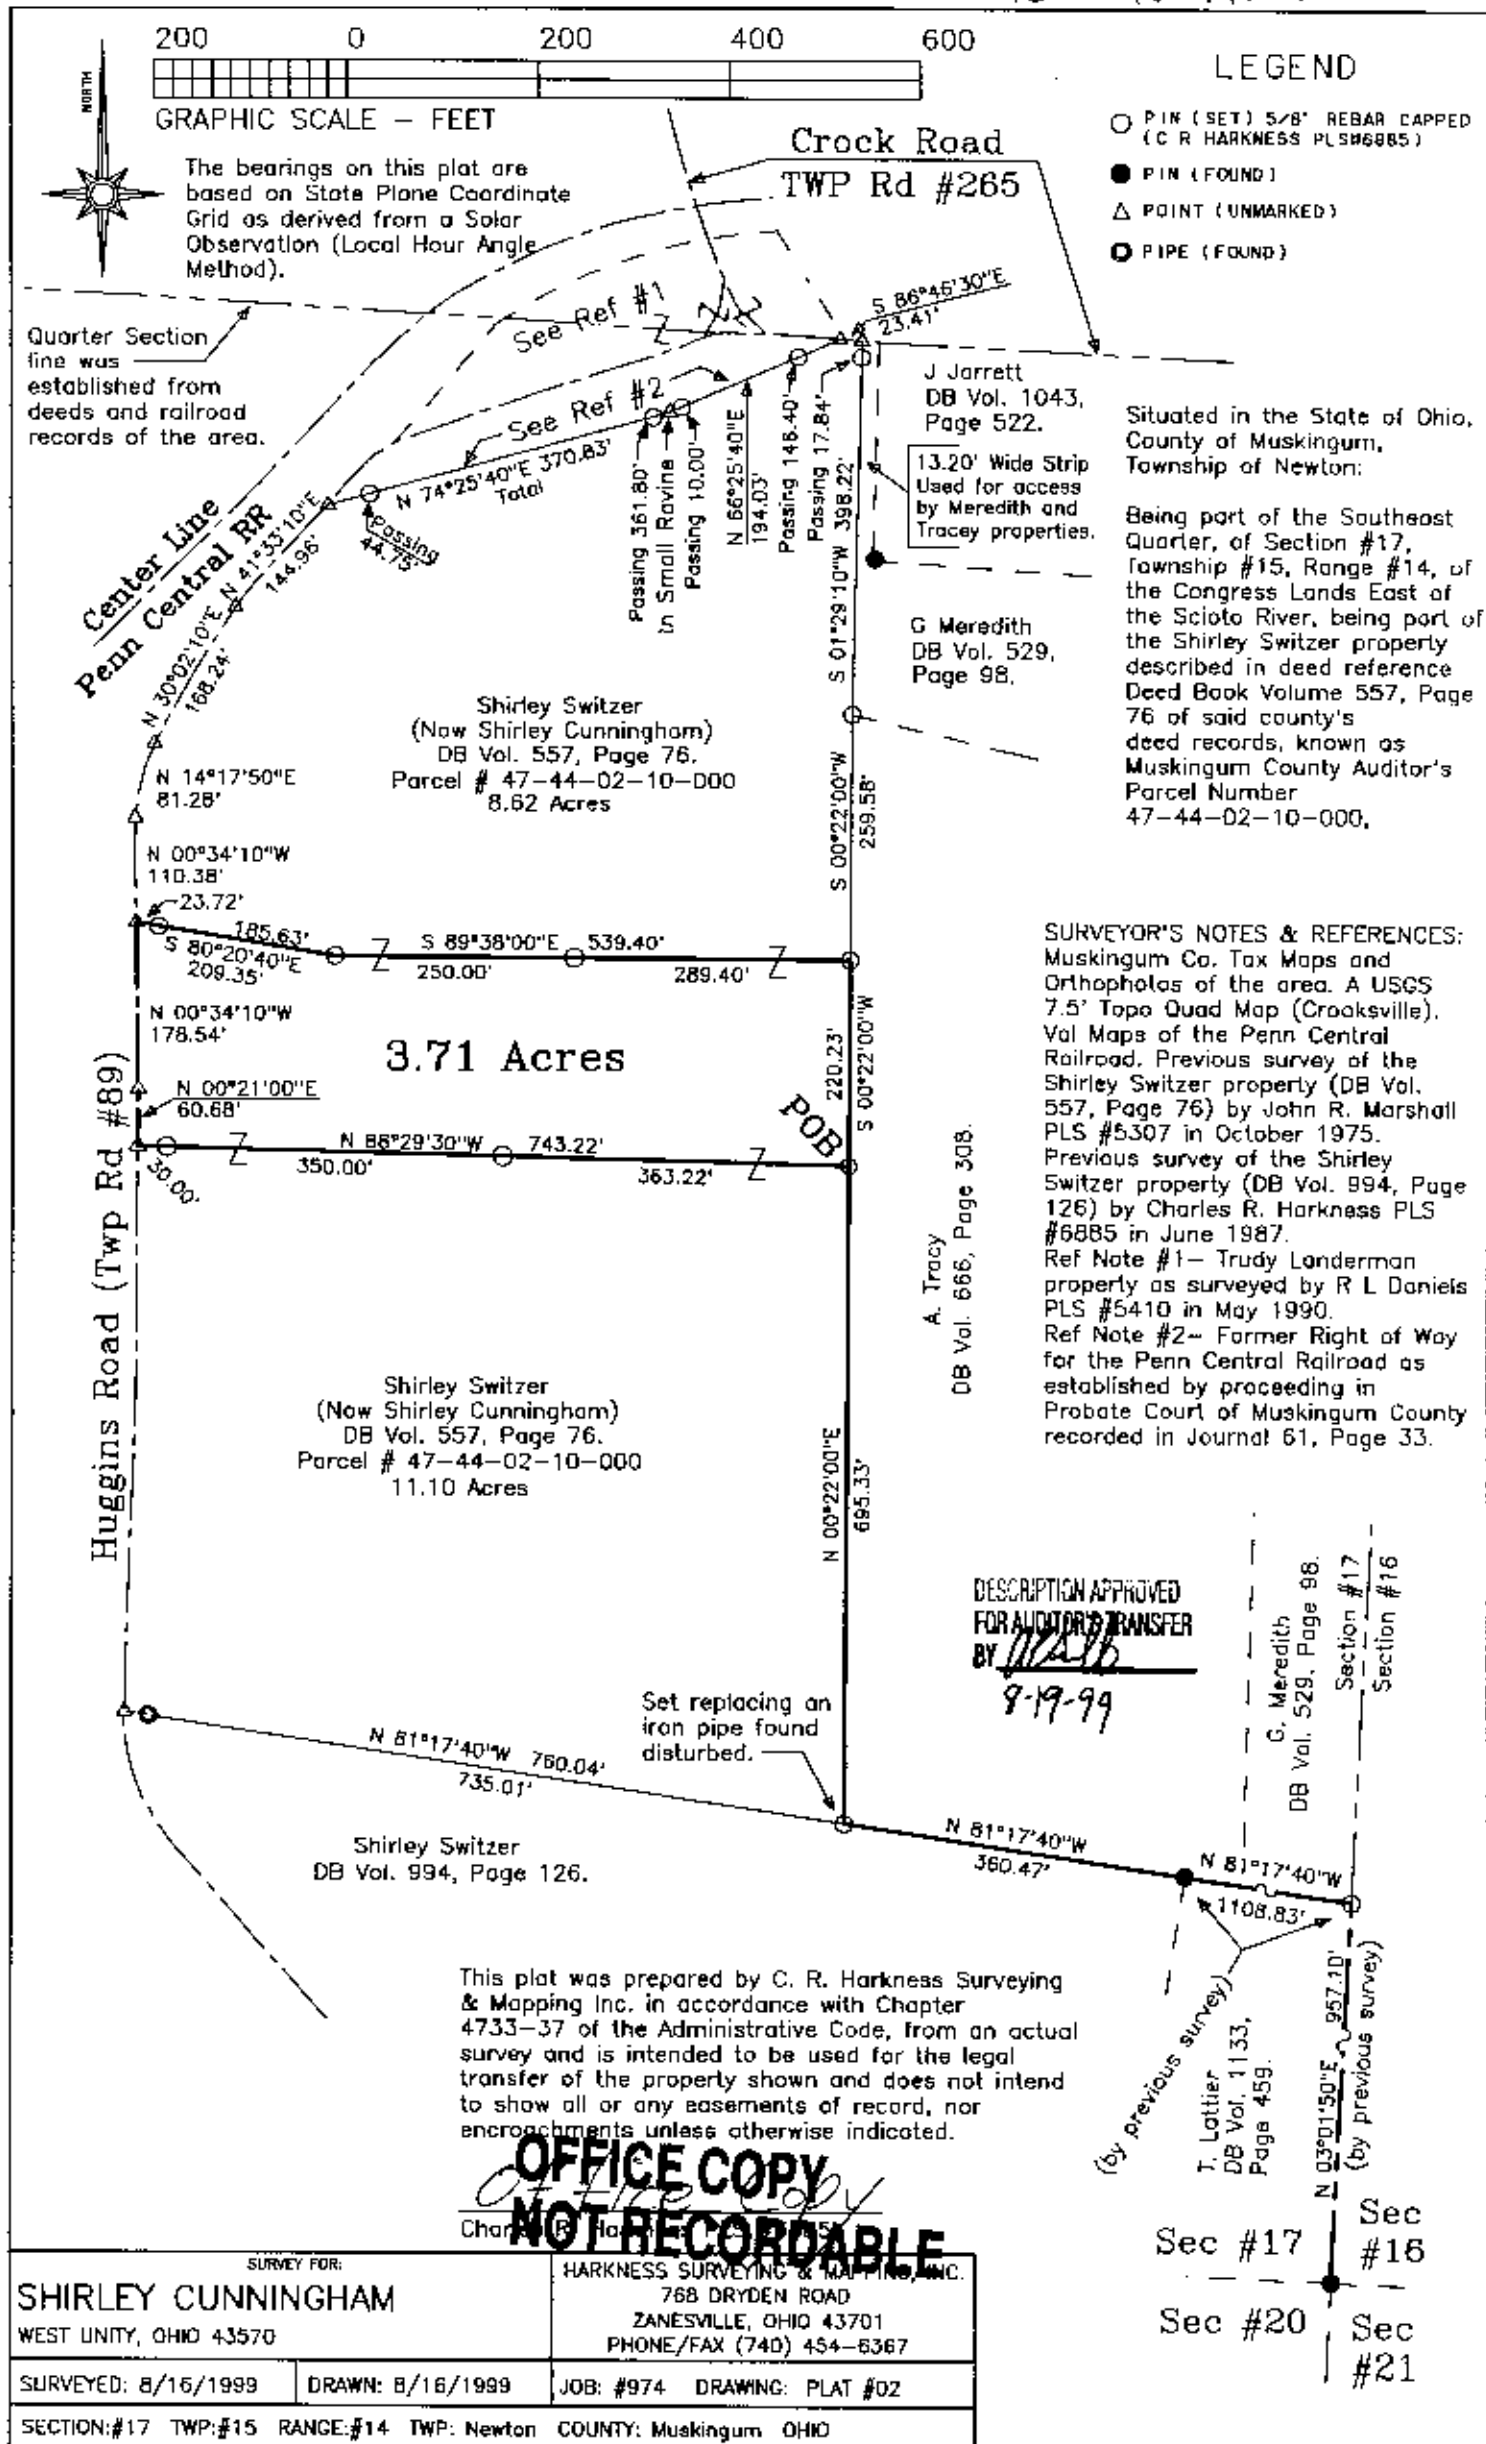 200 0 200 400 600
GRAPHIC SCALE – FEET
NORTH
The bearings on this plat are
based on State Plane Coordinate
Grid as derived from a Solar
Observation (Local Hour Angle
Method).
LEGEND
PIN (SET) 5/8" REBAR CAPPED
(C R HARKNESS PLS#6885)
PIN (FOUND)
POINT (UNMARKED)
PIPE (FOUND)
Crock Road
TWP Rd #265
Quarter Section
line was
established from
deeds and railroad
records of the area.
See Ref #1
See Ref #2
S 86°46'30"E
23.41'
J Jarrett
DB Vol. 1043,
Page 522.
13.20' Wide Strip
Used for access
by Meredith and
Tracey properties.
Center Line
Penn Central RR
N 74°25'40"E 370.83'
Total
Passing
44.75'
Passing 361.80'
In Small Ravine
Passing 10.00'
N 66°25'40"E
194.03'
Passing 146.40'
Passing 17.84'
S 01°29'10"W 398.22'
N 41°33'10"E
144.96'
N 30°02'10"E
168.24'
N 14°17'50"E
81.28'
N 00°34'10"W
110.38'
23.72'
G Meredith
DB Vol. 529,
Page 98.
Shirley Switzer
(Now Shirley Cunningham)
DB Vol. 557, Page 76.
Parcel # 47-44-02-10-000
8.62 Acres
S 00°22'00"W
259.58'
Situated in the State of Ohio,
County of Muskingum,
Township of Newton:
Being part of the Southeast
Quarter, of Section #17,
Township #15, Range #14, of
the Congress Lands East of
the Scioto River, being part of
the Shirley Switzer property
described in deed reference
Deed Book Volume 557, Page
76 of said county's
deed records, known as
Muskingum County Auditor's
Parcel Number
47-44-02-10-000,
185.63'
S 80°20'40"E
209.35'
S 89°38'00"E 539.40'
250.00' 289.40'
N 00°34'10"W
178.54'
3.71 Acres
N 00°21'00"E
60.68'
220.23'
S 00°22'00"W
POB
N 88°29'30"W 743.22'
30.00' 350.00' 363.22'
Huggins Road (Twp Rd #89)
A. Tracy
DB Vol. 666, Page 308.
SURVEYOR'S NOTES & REFERENCES:
Muskingum Co. Tax Maps and
Orthophotos of the area. A USGS
7.5' Topo Quad Map (Crooksville).
Val Maps of the Penn Central
Railroad. Previous survey of the
Shirley Switzer property (DB Vol.
557, Page 76) by John R. Marshall
PLS #5307 in October 1975.
Previous survey of the Shirley
Switzer property (DB Vol. 994, Page
126) by Charles R. Harkness PLS
#6885 in June 1987.
Ref Note #1– Trudy Landerman
property as surveyed by R L Daniels
PLS #5410 in May 1990.
Ref Note #2– Former Right of Way
for the Penn Central Railroad as
established by proceeding in
Probate Court of Muskingum County
recorded in Journal 61, Page 33.
Shirley Switzer
(Now Shirley Cunningham)
DB Vol. 557, Page 76.
Parcel # 47-44-02-10-000
11.10 Acres
N 00°22'00"E
695.33'
DESCRIPTION APPROVED
FOR AUDITOR'S TRANSFER
BY
8-19-99
G. Meredith
DB Vol. 529, Page 98.
Section #17
Section #16
Set replacing an
iron pipe found
disturbed.
N 81°17'40"W 760.04'
735.01'
N 81°17'40"W
360.47'
N 81°17'40"W
1108.83'
Shirley Switzer
DB Vol. 994, Page 126.
(by previous survey)
T. Lattier
DB Vol. 1133,
Page 459.
N 03°01'50"E 957.10'
(by previous survey)
This plat was prepared by C. R. Harkness Surveying
& Mapping Inc. in accordance with Chapter
4733–37 of the Administrative Code, from an actual
survey and is intended to be used for the legal
transfer of the property shown and does not intend
to show all or any easements of record, nor
encroachments unless otherwise indicated.
Office Copy
OFFICE COPY
NOT RECORDABLE
Sec #17 Sec #16
Sec #20 Sec #21
SURVEY FOR:
SHIRLEY CUNNINGHAM
WEST UNITY, OHIO 43570
HARKNESS SURVEYING & MAPPING, INC.
768 DRYDEN ROAD
ZANESVILLE, OHIO 43701
PHONE/FAX (740) 454–6367
SURVEYED: 8/16/1999 DRAWN: 8/16/1999 JOB: #974 DRAWING: PLAT #02
SECTION:#17 TWP:#15 RANGE:#14 TWP: Newton COUNTY: Muskingum OHIO